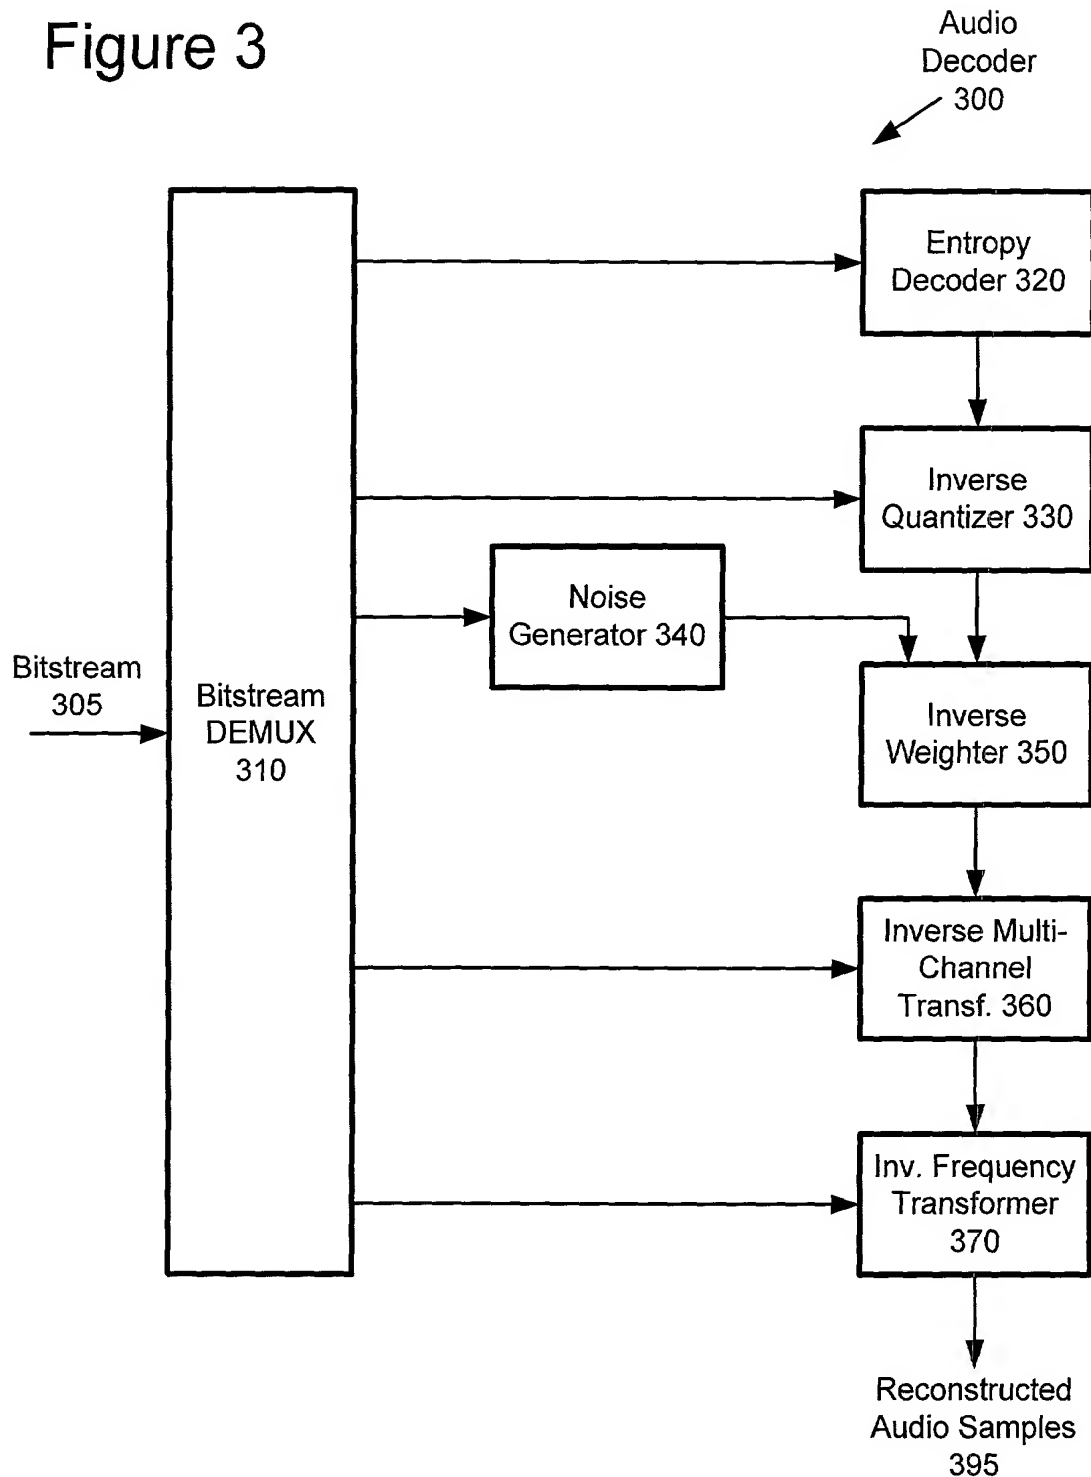 Figure 3
Audio
Decoder
300
Entropy
Decoder 320
Inverse
Quantizer 330
Noise
Generator 340
Bitstream
305
Bitstream
DEMUX
310
Inverse
Weighter 350
Inverse Multi-
Channel
Transf. 360
Inv. Frequency
Transformer
370
Reconstructed
Audio Samples
395